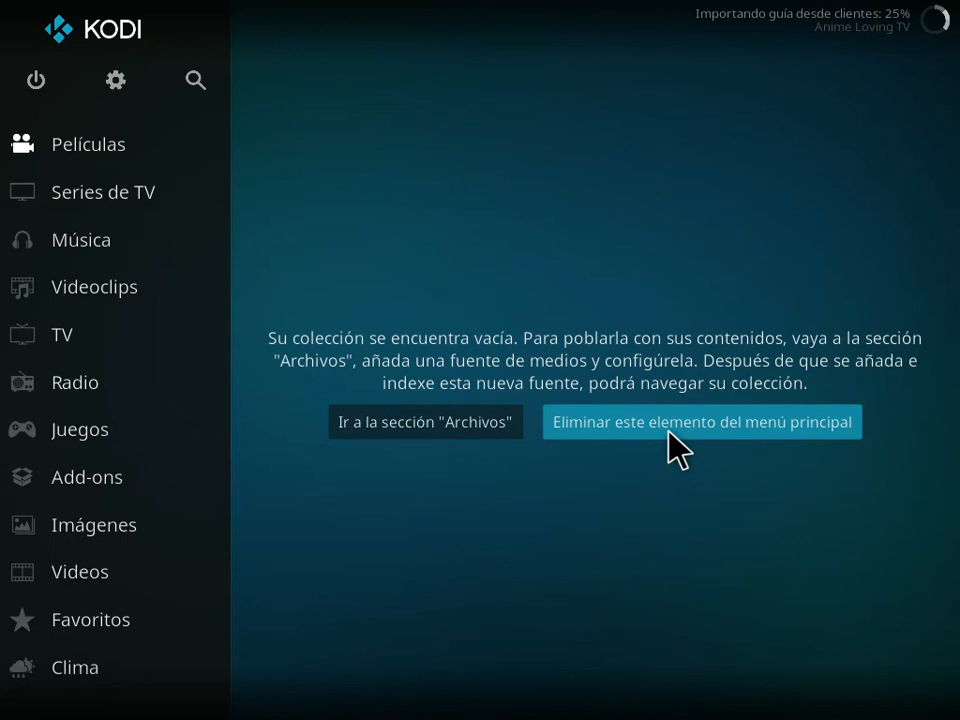 KODI
Importando guía desde clientes: 25%
Anime Loving TV
Películas
Series de TV
Música
Videoclips
TV
Radio
Juegos
Add-ons
Imágenes
Videos
Favoritos
Clima
Su colección se encuentra vacía. Para poblarla con sus contenidos, vaya a la sección
"Archivos", añada una fuente de medios y configúrela. Después de que se añada e
indexe esta nueva fuente, podrá navegar su colección.
Ir a la sección "Archivos"
Eliminar este elemento del menú principal